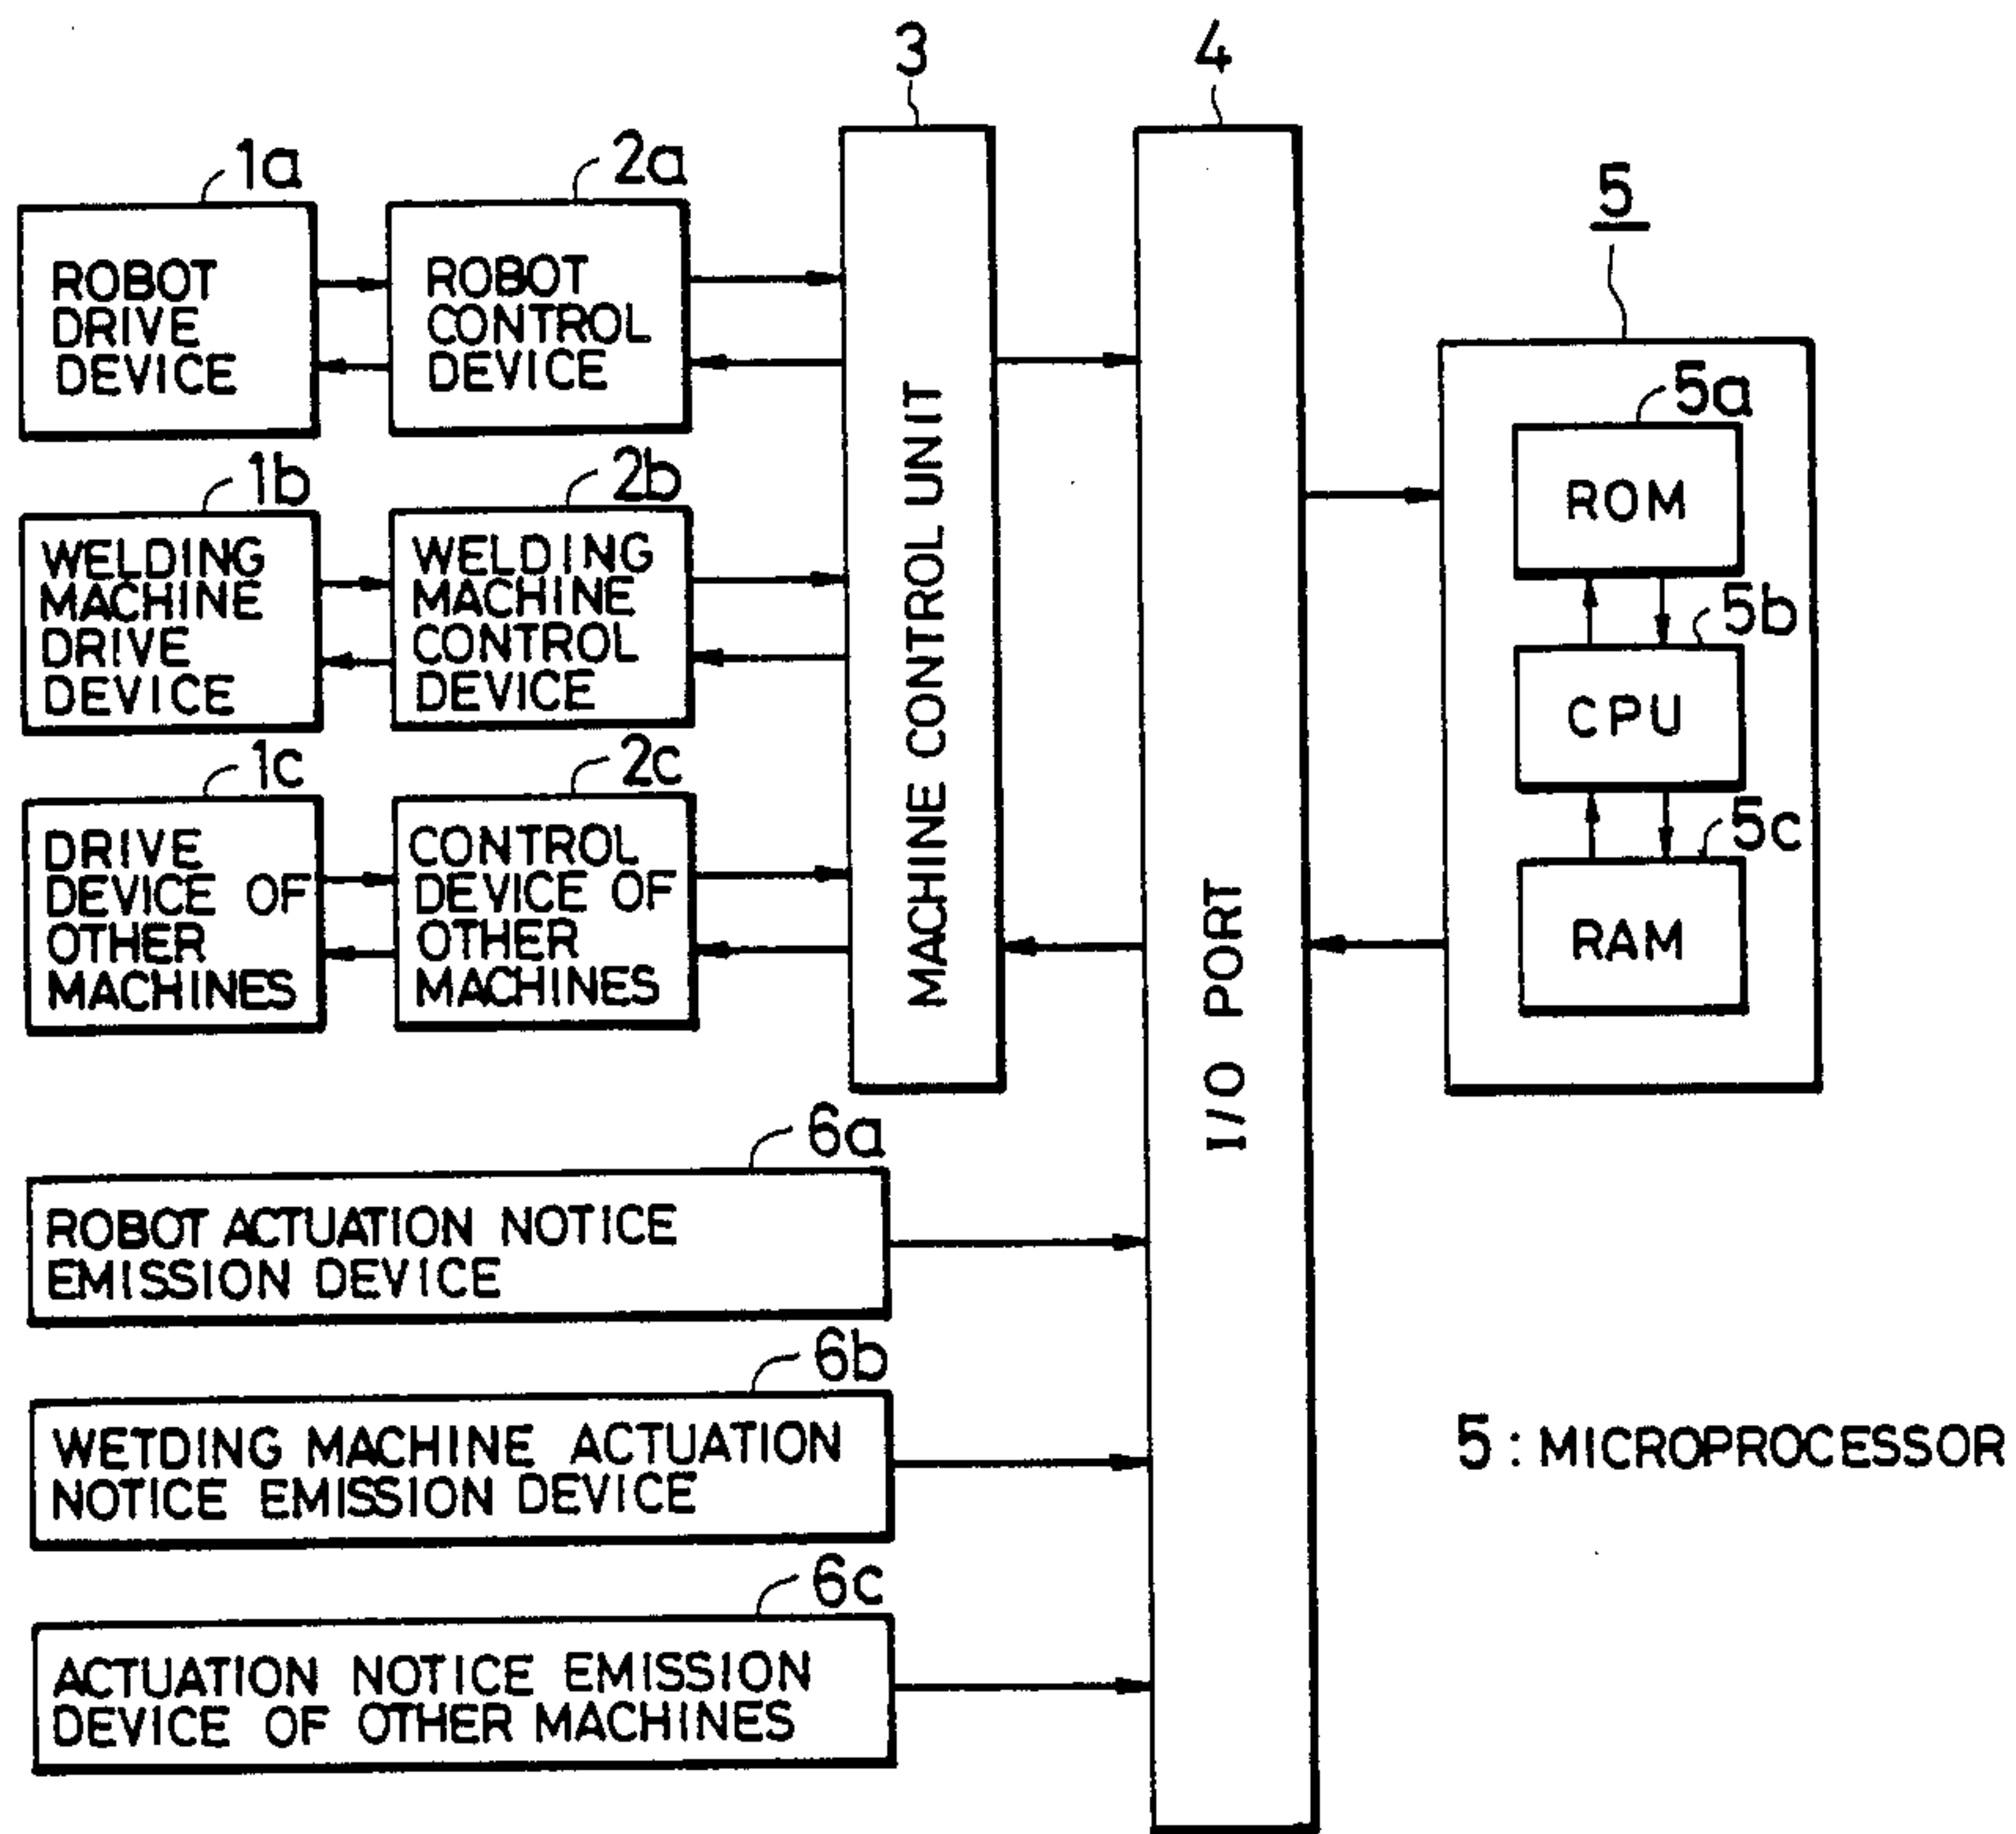 3
4
1a
2a
5
ROBOT
DRIVE
DEVICE
ROBOT
CONTROL
DEVICE
1b
2b
WELDING
MACHINE
DRIVE
DEVICE
WELDING
MACHINE
CONTROL
DEVICE
1c
2c
DRIVE
DEVICE OF
OTHER
MACHINES
CONTROL
DEVICE OF
OTHER
MACHINES
MACHINE CONTROL UNIT
I/O PORT
5a
ROM
5b
CPU
5c
RAM
6a
ROBOT ACTUATION NOTICE
EMISSION DEVICE
6b
WETDING MACHINE ACTUATION
NOTICE EMISSION DEVICE
6c
ACTUATION NOTICE EMISSION
DEVICE OF OTHER MACHINES
5 : MICROPROCESSOR